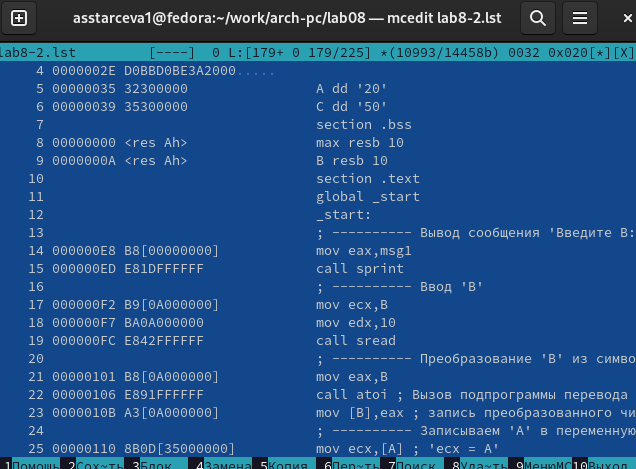 asstarceva1@fedora:~/work/arch-pc/lab08 — mcedit lab8-2.lst
lab8-2.lst [----] 0 L:[179+ 0 179/225] *(10993/14458b) 0032 0x020[*][X]
4 0000002E D0BBD0BE3A2000.....
5 00000035 32300000 A dd '20'
6 00000039 35300000 C dd '50'
7 section .bss
8 00000000 <res Ah> max resb 10
9 0000000A <res Ah> B resb 10
10 section .text
11 global _start
12 _start:
13 ; ---------- Вывод сообщения 'Введите B:
14 000000E8 B8[00000000] mov eax,msg1
15 000000ED E81DFFFFFF call sprint
16 ; ---------- Ввод 'B'
17 000000F2 B9[0A000000] mov ecx,B
18 000000F7 BA0A000000 mov edx,10
19 000000FC E842FFFFFF call sread
20 ; ---------- Преобразование 'B' из симво
21 00000101 B8[0A000000] mov eax,B
22 00000106 E891FFFFFF call atoi ; Вызов подпрограммы перевода
23 0000010B A3[0A000000] mov [B],eax ; запись преобразованного чи
24 ; ---------- Записываем 'A' в переменную
25 00000110 8B0D[35000000] mov ecx,[A] ; 'ecx = A'
1Помощь 2Сох~ть 3Блок 4Замена 5Копия 6Пер~ть 7Поиск 8Уда~ть 9МенюМС 10Выход